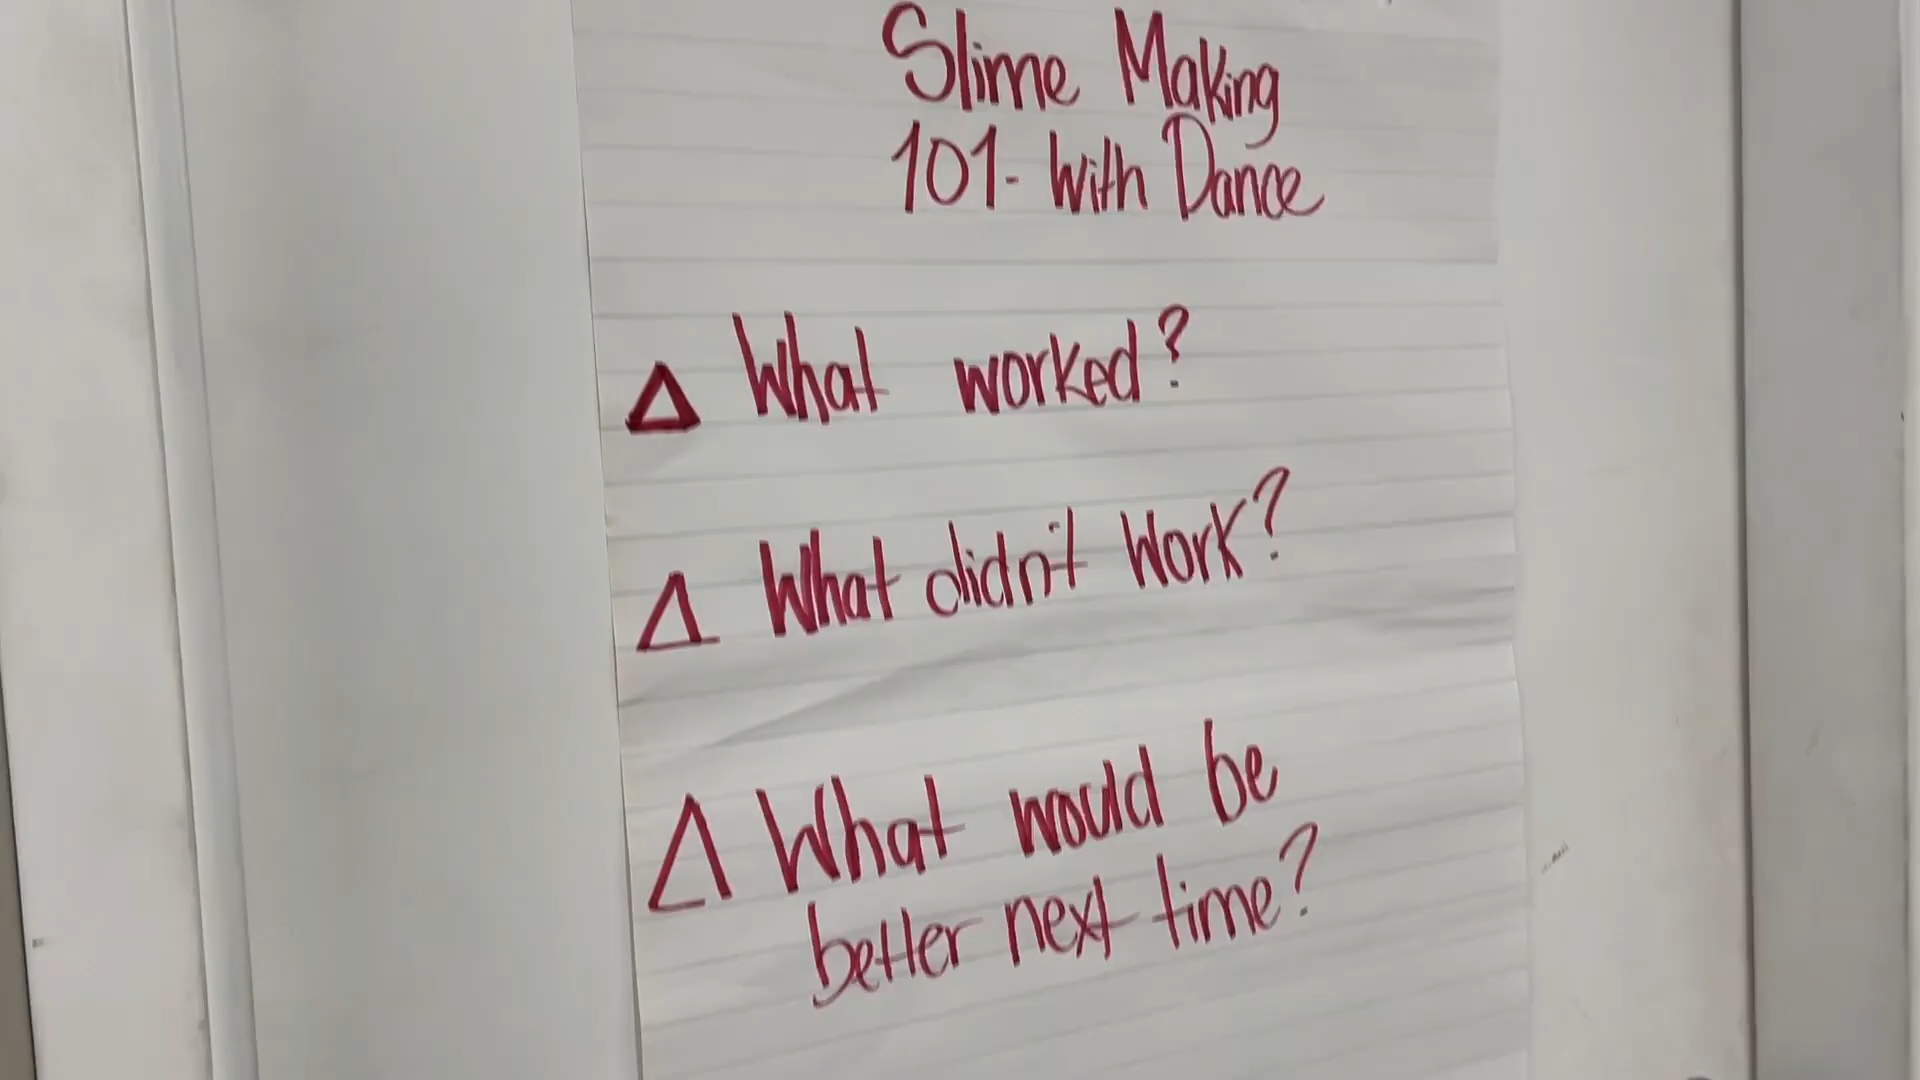 Slime Making
101- With Dance
Δ What worked?
Δ What didn't Work?
Δ What would be
better next time?